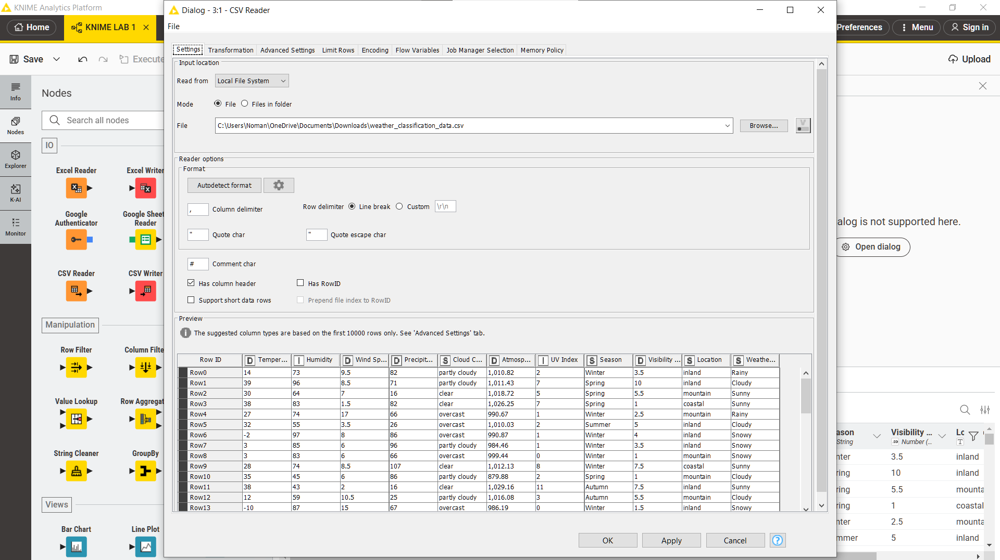 KNIME Analytics Platform
Home
KNIME LAB 1
Preferences
Menu
Sign in
Save
Execute
Upload
Info
Nodes
Explorer
K-AI
Monitor
Nodes
Search all nodes
IO
Excel Reader
Excel Writer
Google Authenticator
Google Sheet
Reader
CSV Reader
CSV Writer
Manipulation
Row Filter
Column Filte
Value Lookup
Row Aggregat
String Cleaner
GroupBy
Views
Bar Chart
Line Plot
Dialog - 3:1 - CSV Reader
File
Settings Transformation Advanced Settings Limit Rows Encoding Flow Variables Job Manager Selection Memory Policy
Input location
Read from Local File System
Mode File Files in folder
File C:\Users\Noman\OneDrive\Documents\Downloads\weather_classification_data.csv Browse... V
Reader options
Format
Autodetect format
, Column delimiter Row delimiter Line break Custom \r\n
" Quote char " Quote escape char
# Comment char
Has column header Has RowID
Support short data rows Prepend file index to RowID
Preview
i The suggested column types are based on the first 10000 rows only. See 'Advanced Settings' tab.
Row ID D Temper... I Humidity D Wind Sp... D Precipit... S Cloud C... D Atmosp... I UV Index S Season D Visibility ... S Location S Weathe...
Row0 14 73 9.5 82 partly cloudy 1,010.82 2 Winter 3.5 inland Rainy
Row1 39 96 8.5 71 partly cloudy 1,011.43 7 Spring 10 inland Cloudy
Row2 30 64 7 16 clear 1,018.72 5 Spring 5.5 mountain Sunny
Row3 38 83 1.5 82 clear 1,026.25 7 Spring 1 coastal Sunny
Row4 27 74 17 66 overcast 990.67 1 Winter 2.5 mountain Rainy
Row5 32 55 3.5 26 overcast 1,010.03 2 Summer 5 inland Cloudy
Row6 -2 97 8 86 overcast 990.87 1 Winter 4 inland Snowy
Row7 3 85 6 96 partly cloudy 984.46 1 Winter 3.5 inland Snowy
Row8 3 83 6 66 overcast 999.44 0 Winter 1 mountain Snowy
Row9 28 74 8.5 107 clear 1,012.13 8 Winter 7.5 coastal Sunny
Row10 35 45 6 86 partly cloudy 879.88 2 Spring 1 mountain Cloudy
Row11 38 43 2 16 clear 1,029.16 11 Autumn 7.5 inland Sunny
Row12 12 59 10.5 25 partly cloudy 1,016.08 3 Autumn 5.5 mountain Cloudy
Row13 -10 87 15 67 overcast 986.19 0 Winter 1.5 inland Snowy
OK Apply Cancel ?
alog is not supported here.
Open dialog
ason Visibility ... Lc
String Number (... T
nter 3.5 inland
ring 10 inland
ring 5.5 mounta
ring 1 coastal
nter 2.5 mounta
mmer 5 inland